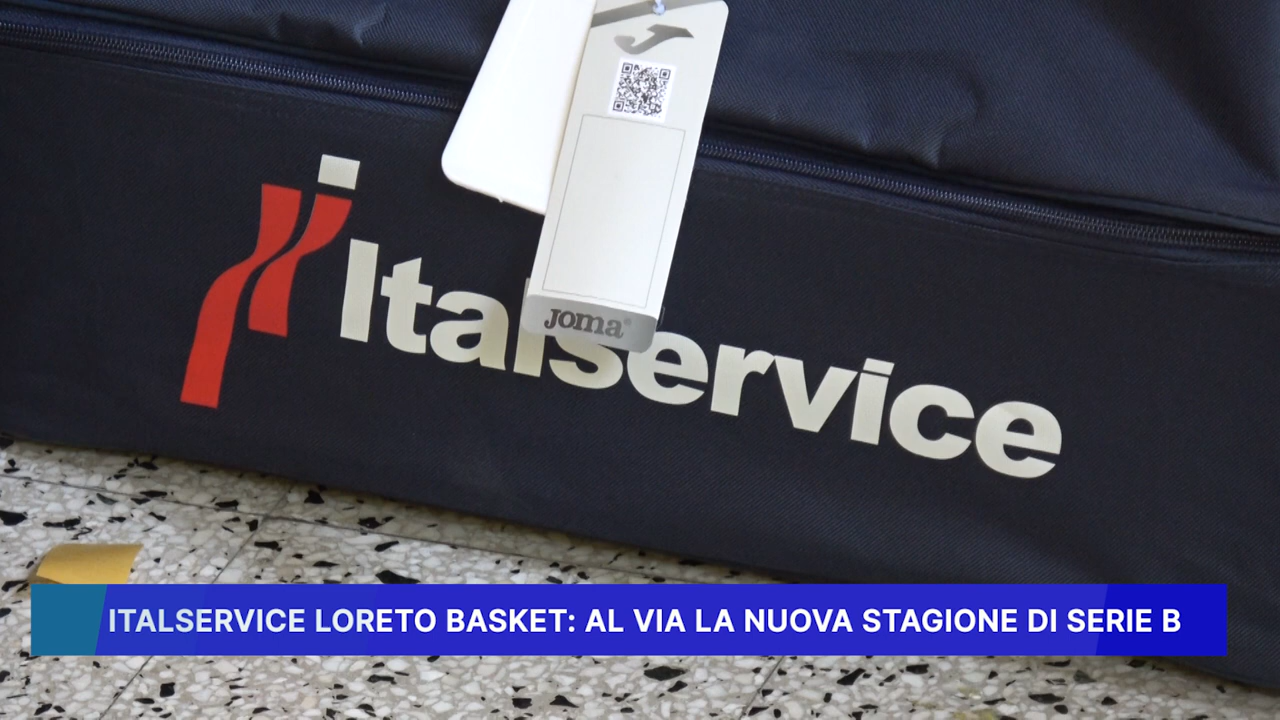 Joma®
Italservice
ITALSERVICE LORETO BASKET: AL VIA LA NUOVA STAGIONE DI SERIE B